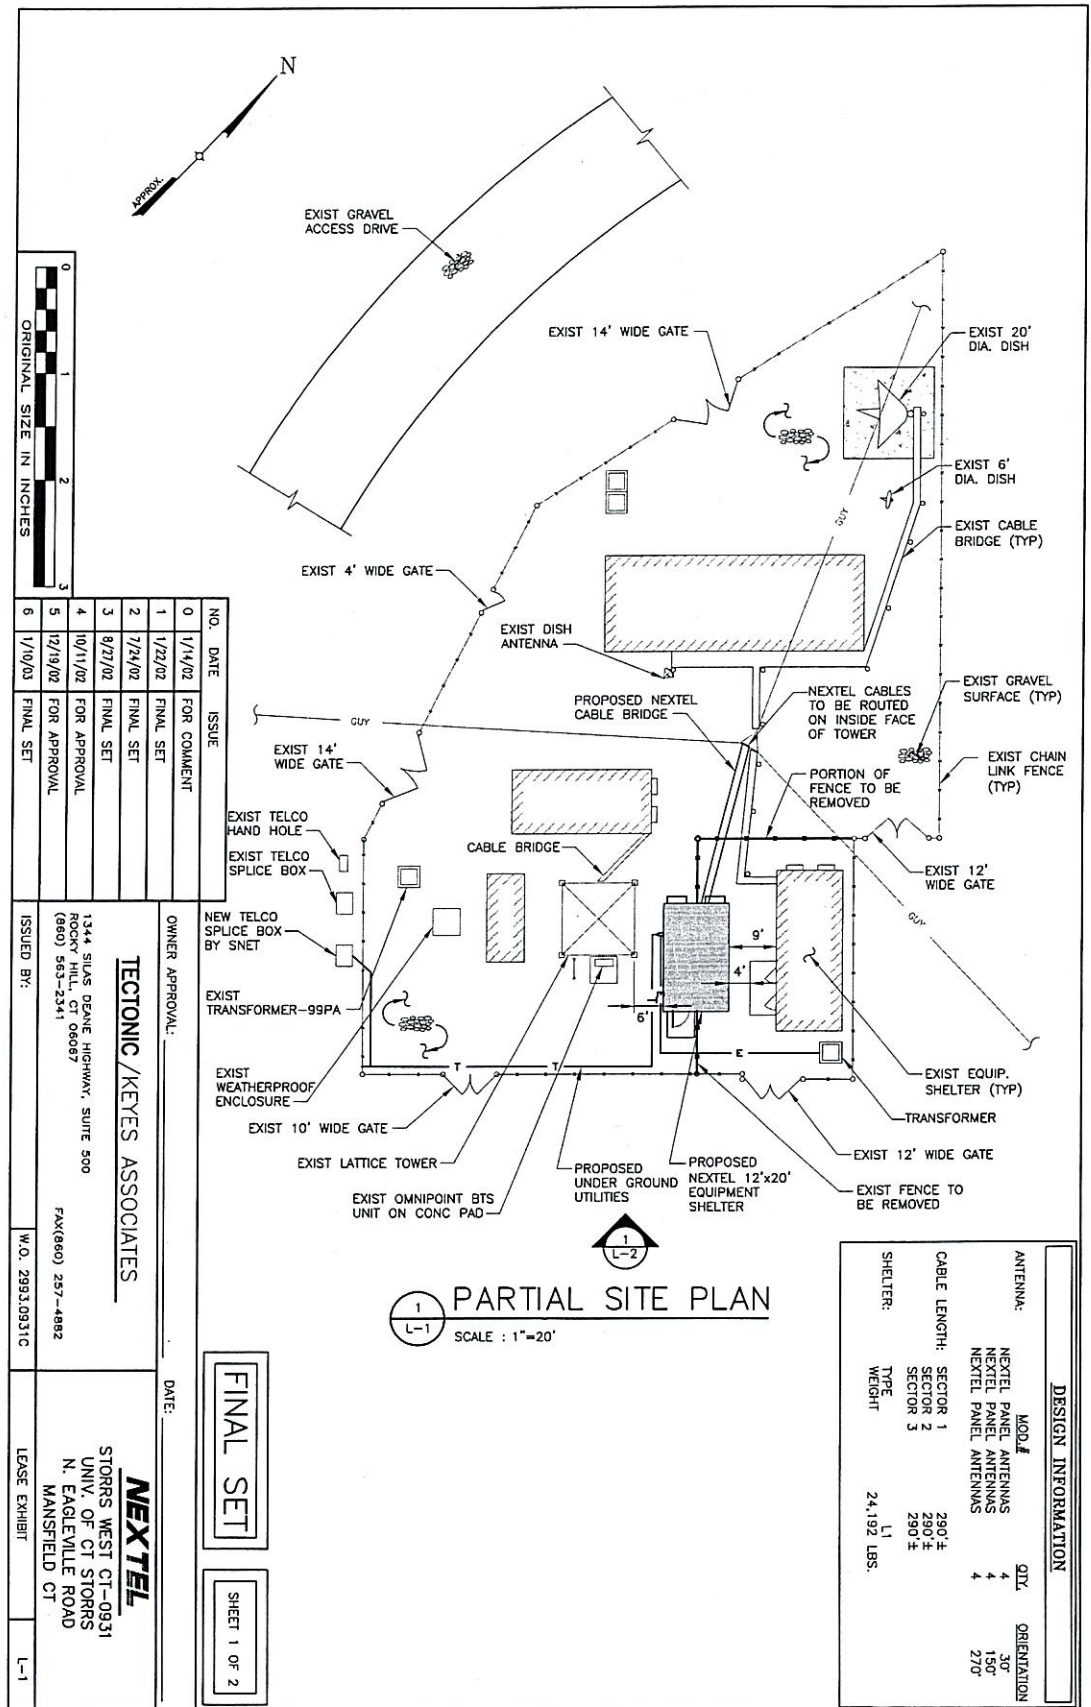 N
APPROX.
EXIST GRAVEL
ACCESS DRIVE
EXIST 14' WIDE GATE
EXIST 20'
DIA. DISH
EXIST 6'
DIA. DISH
GUY
EXIST CABLE
BRIDGE (TYP)
EXIST 4' WIDE GATE
EXIST DISH
ANTENNA
EXIST GRAVEL
SURFACE (TYP)
PROPOSED NEXTEL
CABLE BRIDGE
NEXTEL CABLES
TO BE ROUTED
ON INSIDE FACE
OF TOWER
GUY
EXIST 14'
WIDE GATE
EXIST CHAIN
LINK FENCE
(TYP)
PORTION OF
FENCE TO BE
REMOVED
EXIST TELCO
HAND HOLE
CABLE BRIDGE
EXIST TELCO
SPLICE BOX
EXIST 12'
WIDE GATE
GUY
NEW TELCO
SPLICE BOX
BY SNET
9'
4'
EXIST
TRANSFORMER-99PA
6'
E
T
T
EXIST
WEATHERPROOF
ENCLOSURE
EXIST EQUIP.
SHELTER (TYP)
TRANSFORMER
EXIST 10' WIDE GATE
EXIST 12' WIDE GATE
EXIST LATTICE TOWER
PROPOSED
UNDER GROUND
UTILITIES
PROPOSED
NEXTEL 12'x20'
EQUIPMENT
SHELTER
EXIST OMNIPOINT BTS
UNIT ON CONC PAD
EXIST FENCE TO
BE REMOVED
1
L-2
1
L-1
PARTIAL SITE PLAN
SCALE : 1"=20'
0 1 2 3
ORIGINAL SIZE IN INCHES
NO. DATE ISSUE
0 1/14/02 FOR COMMENT
1 1/22/02 FINAL SET
2 7/24/02 FINAL SET
3 8/27/02 FINAL SET
4 10/11/02 FOR APPROVAL
5 12/19/02 FOR APPROVAL
6 1/10/03 FINAL SET
OWNER APPROVAL: DATE:
TECTONIC /KEYES ASSOCIATES
1344 SILAS DEANE HIGHWAY, SUITE 500
ROCKY HILL, CT 06067
(860) 563-2341 FAX(860) 257-4882
ISSUED BY: W.O. 2993.0931C
NEXTEL
STORRS WEST CT-0931
UNIV. OF CT STORRS
N. EAGLEVILLE ROAD
MANSFIELD CT
LEASE EXHIBIT L-1
FINAL SET
SHEET 1 OF 2
DESIGN INFORMATION
MOD.# QTY. ORIENTATION
ANTENNA: NEXTEL PANEL ANTENNAS 4 30°
NEXTEL PANEL ANTENNAS 4 150°
NEXTEL PANEL ANTENNAS 4 270°
CABLE LENGTH: SECTOR 1 290'±
SECTOR 2 290'±
SECTOR 3 290'±
SHELTER: TYPE L1
WEIGHT 24,192 LBS.